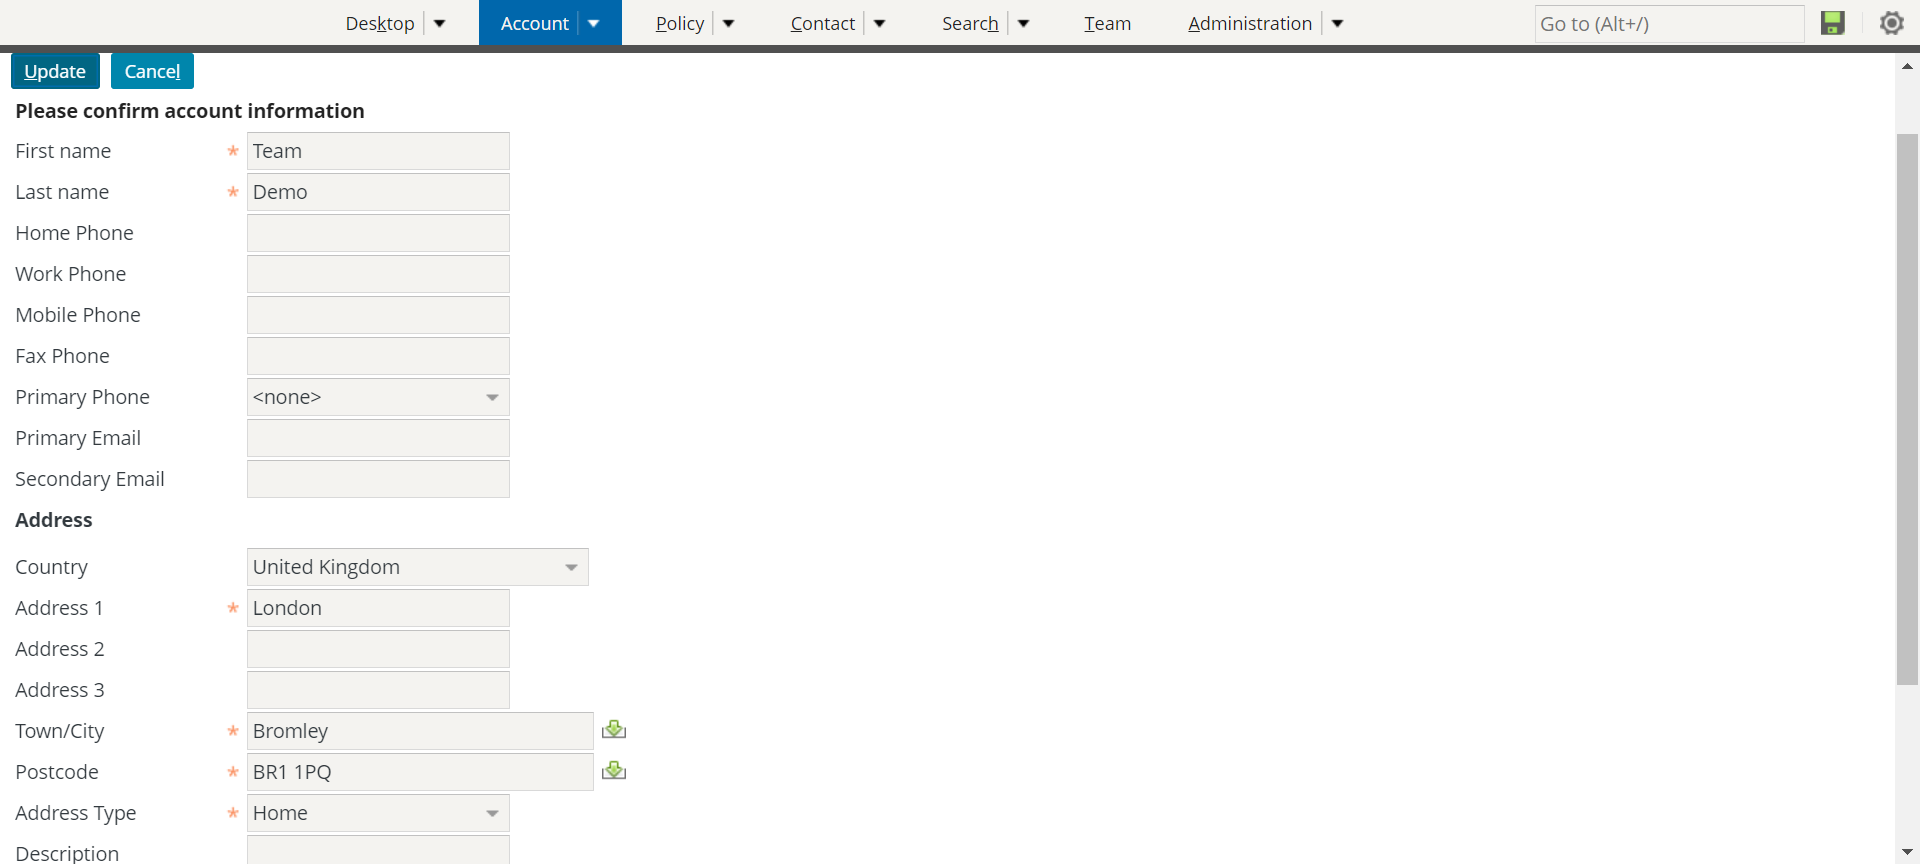 Desktop Account Policy Contact Search Team Administration Go to (Alt+/)
Update Cancel
Please confirm account information
First name * Team
Last name * Demo
Home Phone
Work Phone
Mobile Phone
Fax Phone
Primary Phone <none>
Primary Email
Secondary Email
Address
Country United Kingdom
Address 1 * London
Address 2
Address 3
Town/City * Bromley
Postcode * BR1 1PQ
Address Type * Home
Description